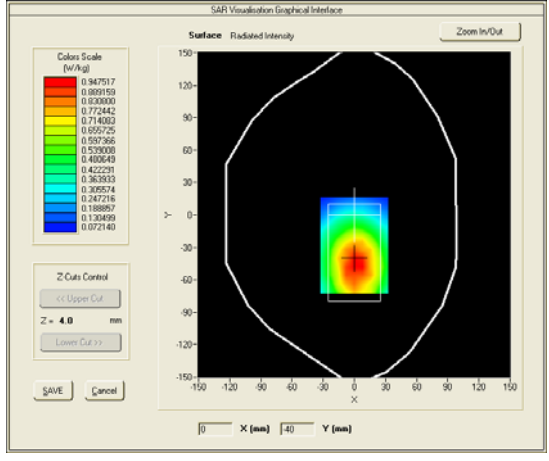 SAR Visualisation Graphical Interface
Surface Radiated Intensity
Zoom In/Out
Colors Scale
(W/kg)
0.947517
0.889159
0.830800
0.772442
0.714083
0.655725
0.597366
0.539008
0.480649
0.422291
0.363933
0.305574
0.247216
0.188857
0.130499
0.072140
150
120
90
60
30
0
-30
-60
-90
-120
-150
Y
-150 -120 -90 -60 -30 0 30 60 90 120 150
X
Z Cuts Control
<< Upper Cut
Z = 4.0 mm
Lower Cut >>
SAVE Cancel
0 X (mm) -40 Y (mm)